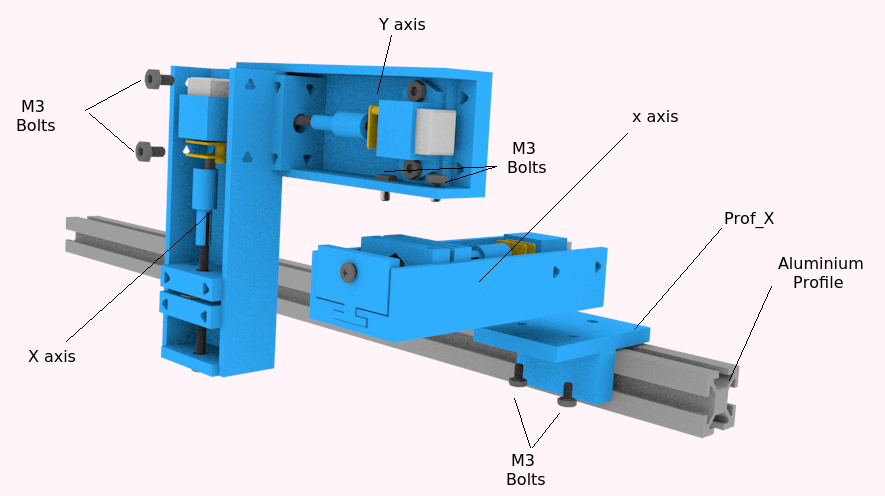 Y axis
M3
Bolts
x axis
M3
Bolts
Prof_X
Aluminium
Profile
X axis
M3
Bolts